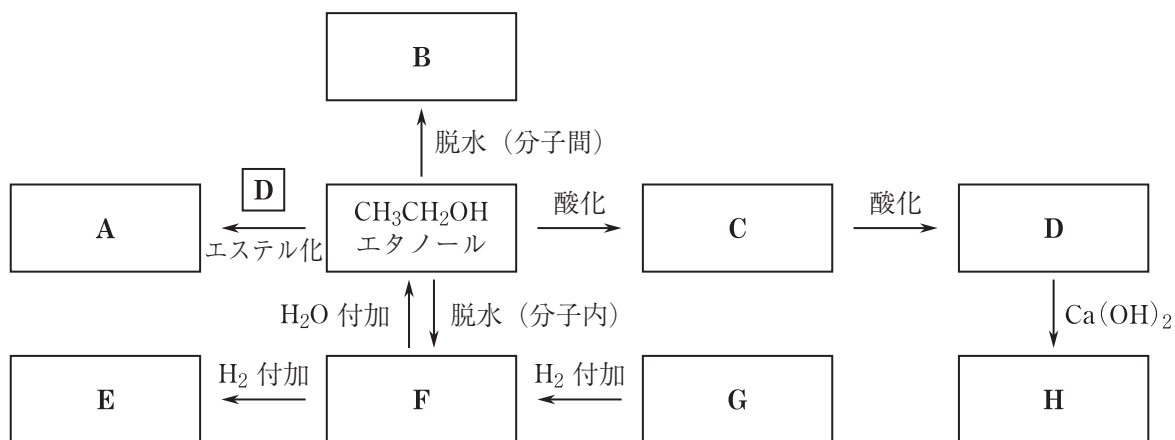 B
脱水（分子間）
D
A
エステル化
CH₃CH₂OH
エタノール
酸化
C
酸化
D
H₂O 付加
脱水（分子内）
Ca(OH)₂
E
H₂ 付加
F
H₂ 付加
G
H